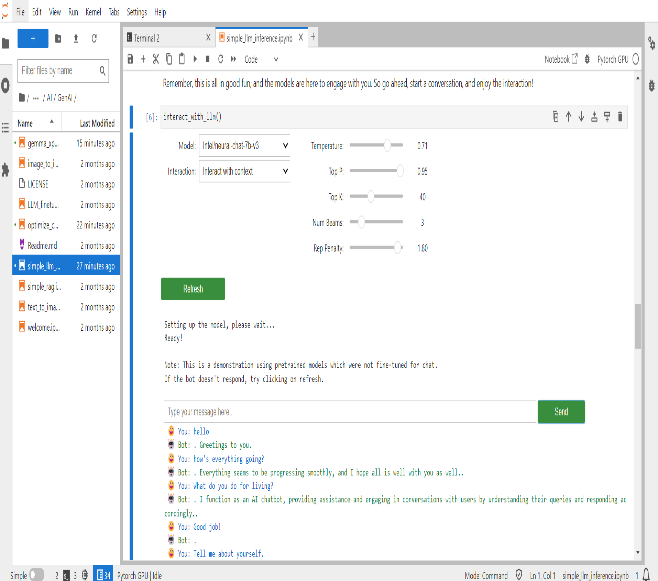 File Edit View Run Kernel Tabs Settings Help
Terminal 2 X simple_llm_inference.ipynb X +
Code Notebook Pytorch GPU
Filter files by name
/ ··· / AI / GenAI /
Name Last Modified
gemma_xp... 15 minutes ago
image_to_i... 2 months ago
LICENSE 2 months ago
LLM_finetu... 2 months ago
optimize_c... 22 minutes ago
Readme.md 2 months ago
simple_llm_... 27 minutes ago
simple_rag.i... 2 months ago
text_to_ima... 2 months ago
welcome.io... 2 months ago
Remember, this is all in good fun, and the models are here to engage with you. So go ahead, start a conversation, and enjoy the interaction!
[6]: interact_with_llm()
Model: Intel/neural-chat-7b-v3
Interaction: Interact with context
Temperature: 0.71
Top P: 0.95
Top K: 40
Num Beams: 3
Rep Penalty: 1.80
Refresh
Setting up the model, please wait...
Ready!
Note: This is a demonstration using pretrained models which were not fine-tuned for chat.
If the bot doesn't respond, try clicking on refresh.
Type your message here. Send
You: hello
Bot: . Greetings to you.
You: how's everything going?
Bot: . Everything seems to be progressing smoothly, and I hope all is well with you as well..
You: what do you do for living?
Bot: . I function as an AI chatbot, providing assistance and engaging in conversations with users by understanding their queries and responding ac
cordingly..
You: Good job!
Bot: .
You: Tell me about yourself.
Simple 2 3 34 Pytorch GPU | Idle Mode: Command Ln 1, Col 1 simple_llm_inference.ipynb 1